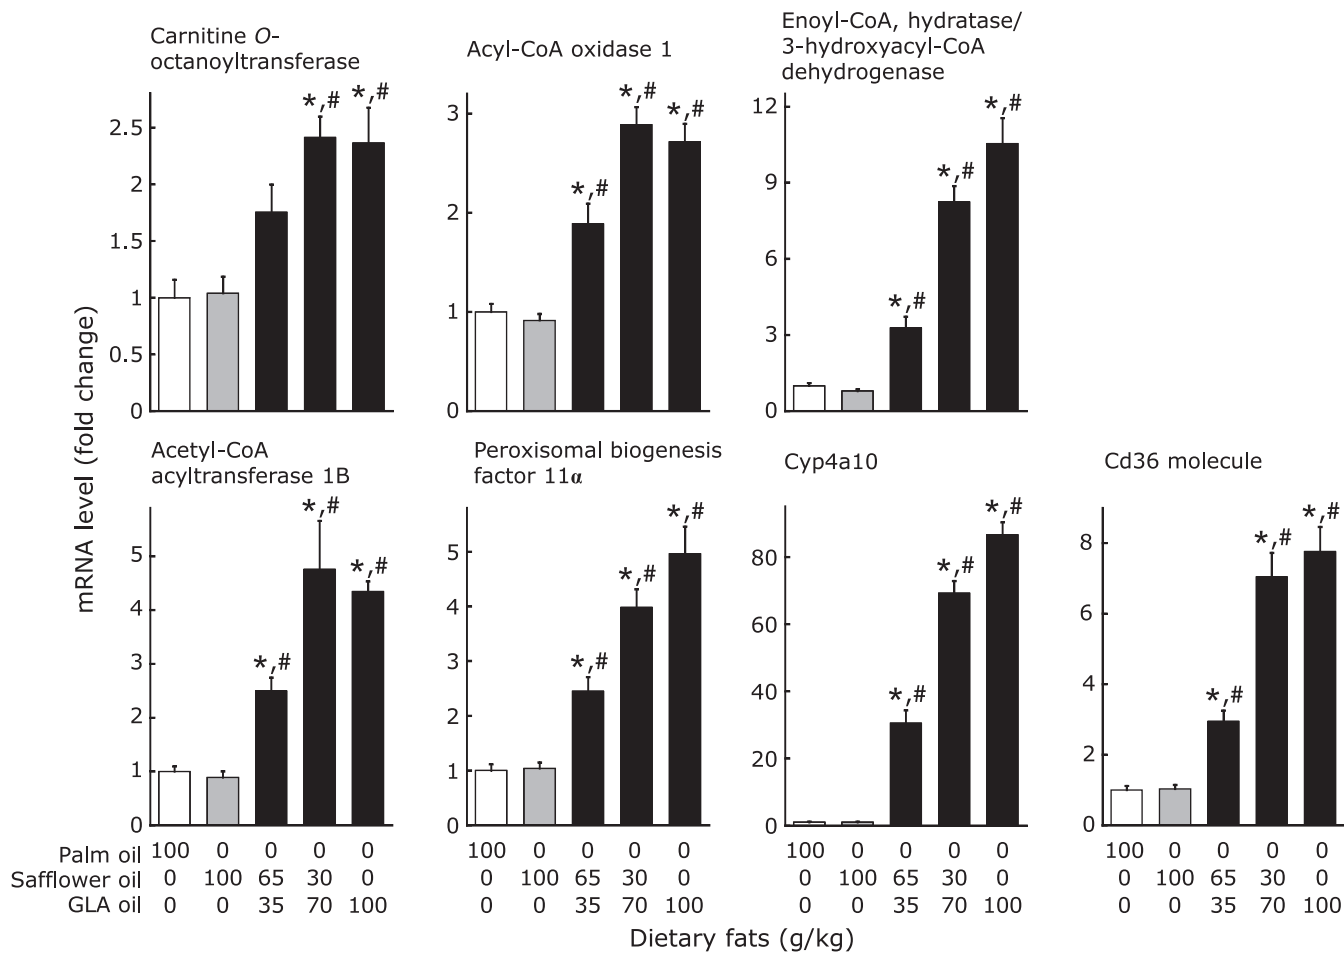 Carnitine O-
octanoyltransferase
*,# *,#
2.5
2
1.5
1
0.5
0
Acyl-CoA oxidase 1
*,# *,# *,#
3
2
1
0
Enoyl-CoA, hydratase/
3-hydroxyacyl-CoA
dehydrogenase
*,# *,# *,#
12
9
6
3
0
mRNA level (fold change)
Acetyl-CoA
acyltransferase 1B
*,# *,# *,#
5
4
3
2
1
0
Peroxisomal biogenesis
factor 11α
*,# *,# *,#
5
4
3
2
1
0
Cyp4a10
*,# *,# *,#
80
60
40
20
0
Cd36 molecule
*,# *,# *,#
8
6
4
2
0
Palm oil 100 0 0 0 0 100 0 0 0 0 100 0 0 0 0 100 0 0 0 0
Safflower oil 0 100 65 30 0 0 100 65 30 0 0 100 65 30 0 0 100 65 30 0
GLA oil 0 0 35 70 100 0 0 35 70 100 0 0 35 70 100 0 0 35 70 100
Dietary fats (g/kg)